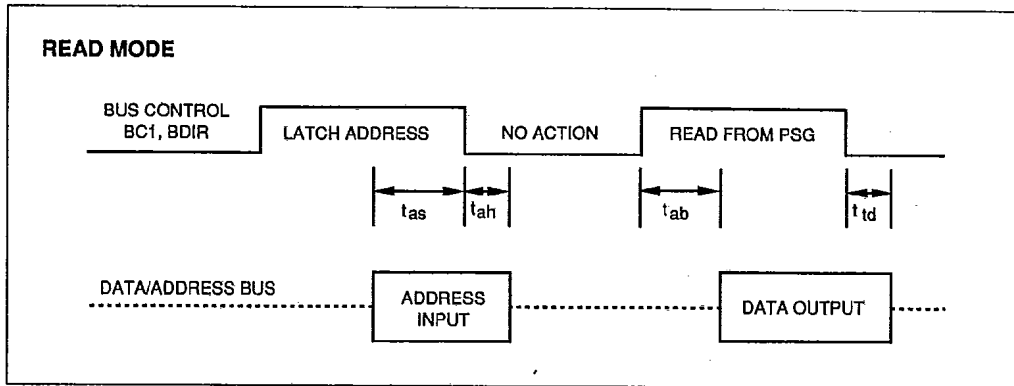 READ MODE
BUS CONTROL
BC1, BDIR
LATCH ADDRESS
NO ACTION
READ FROM PSG
tas
tah
tab
ttd
DATA/ADDRESS BUS
ADDRESS
INPUT
DATA OUTPUT